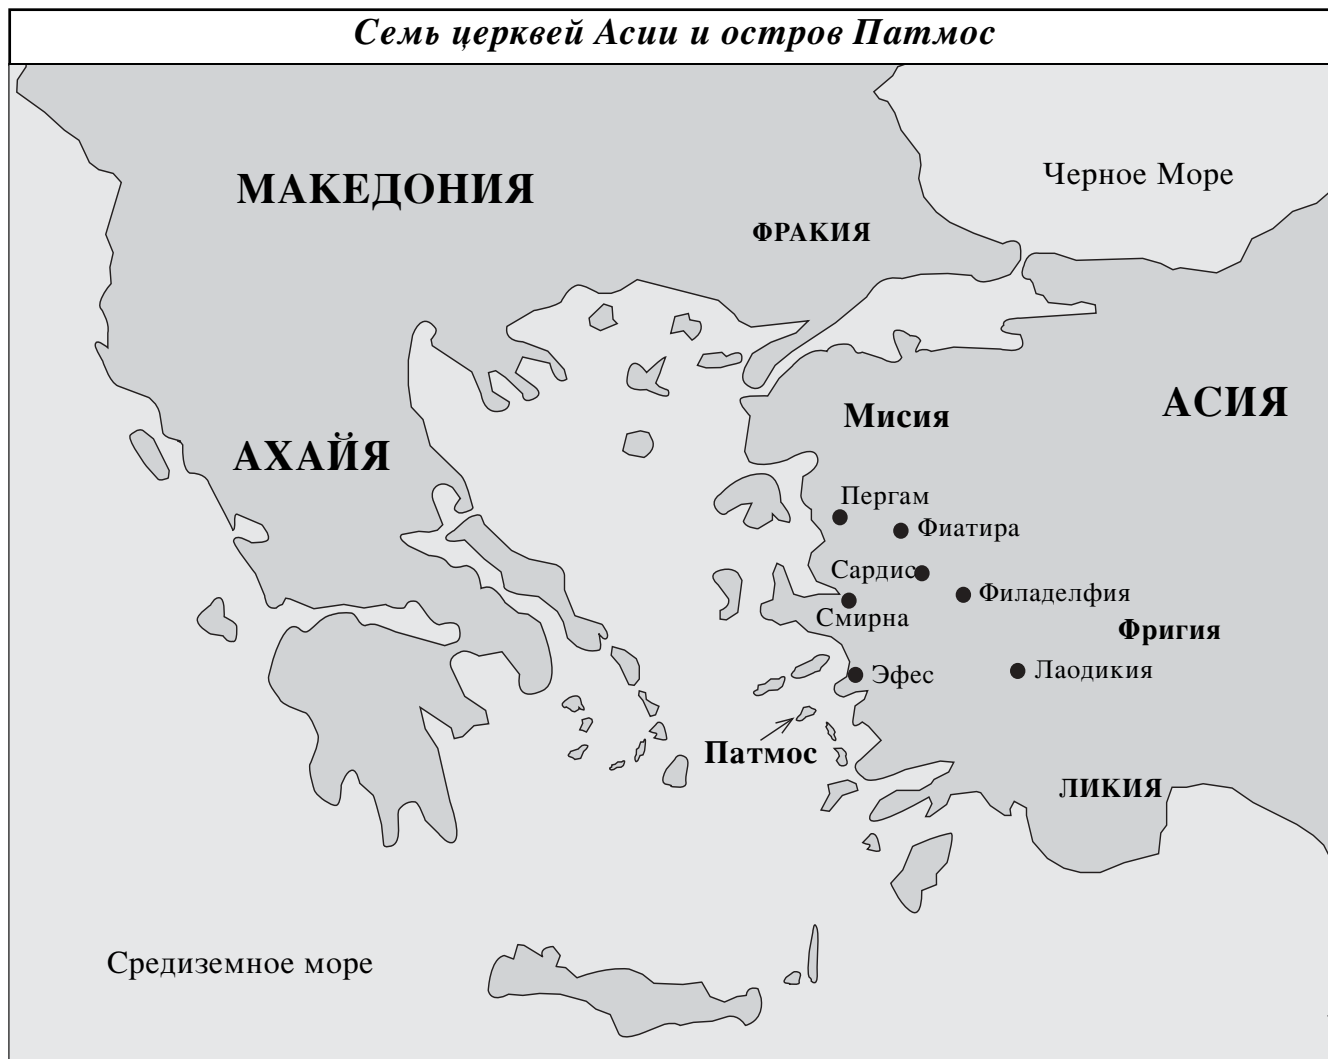 Семь церквей Асии и остров Патмос
Черное Море
МАКЕДОНИЯ
ФРАКИЯ
АСИЯ
Мисия
АХАЙЯ
Пергам
Фиатира
Сардис
Филаделфия
Смирна
Фригия
Эфес
Лаодикия
Патмос
ЛИКИЯ
Средиземное море